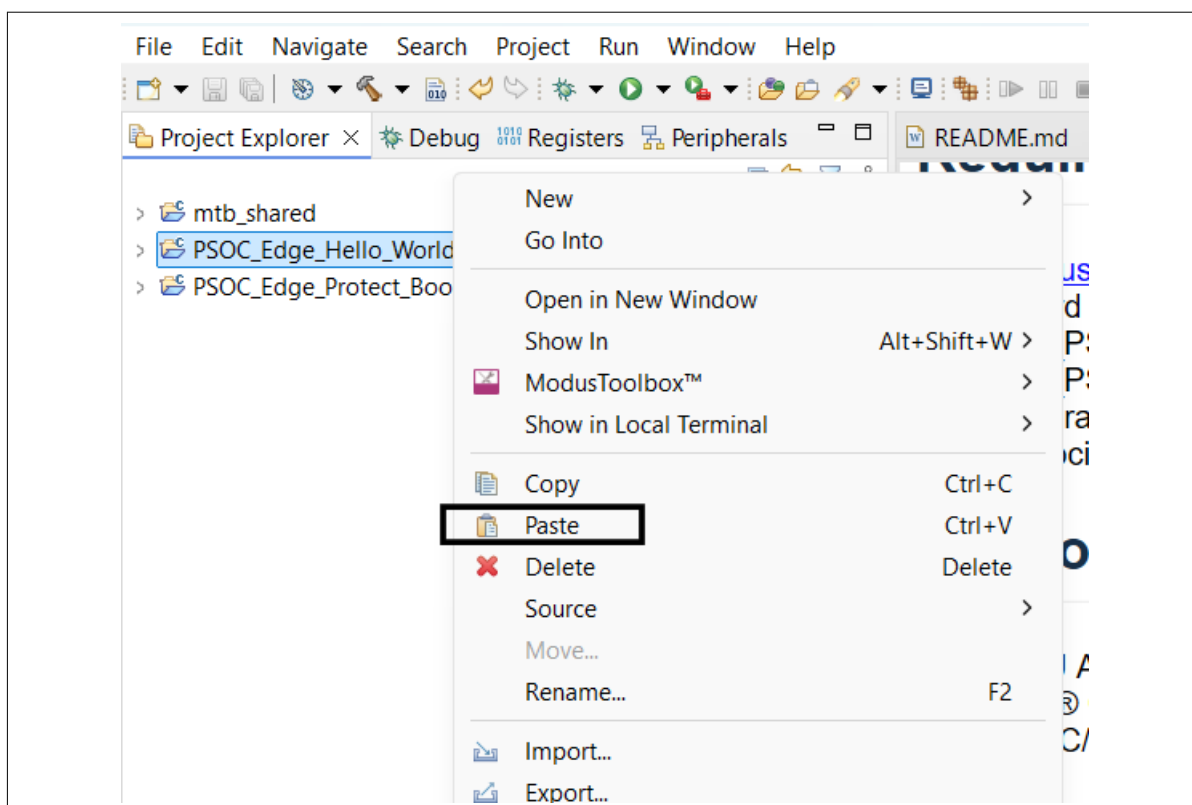 File Edit Navigate Search Project Run Window Help
Project Explorer Debug Registers Peripherals README.md
New
mtb_shared
Go Into
PSOC_Edge_Hello_World
PSOC_Edge_Protect_Boo
Open in New Window
Show In Alt+Shift+W
ModusToolbox™
Show in Local Terminal
Copy Ctrl+C
Paste Ctrl+V
Delete Delete
Source
Move...
Rename... F2
Import...
Export...